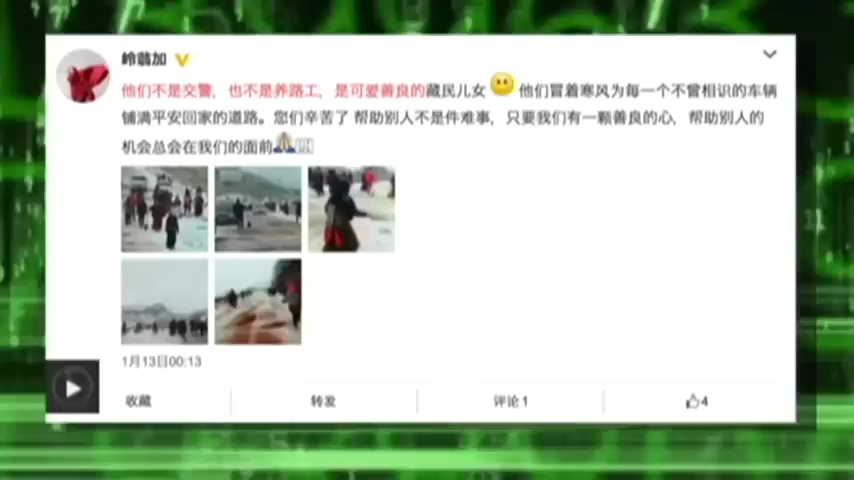 岭翡加
他们不是交警，也不是养路工，是可爱善良的藏民儿女 他们冒着寒风为每一个不曾相识的车辆
铺满平安回家的道路。您们辛苦了 帮助别人不是件难事，只要我们有一颗善良的心，帮助别人的
机会总会在我们的面前
1月13日00:13
收藏 转发 评论 1 4